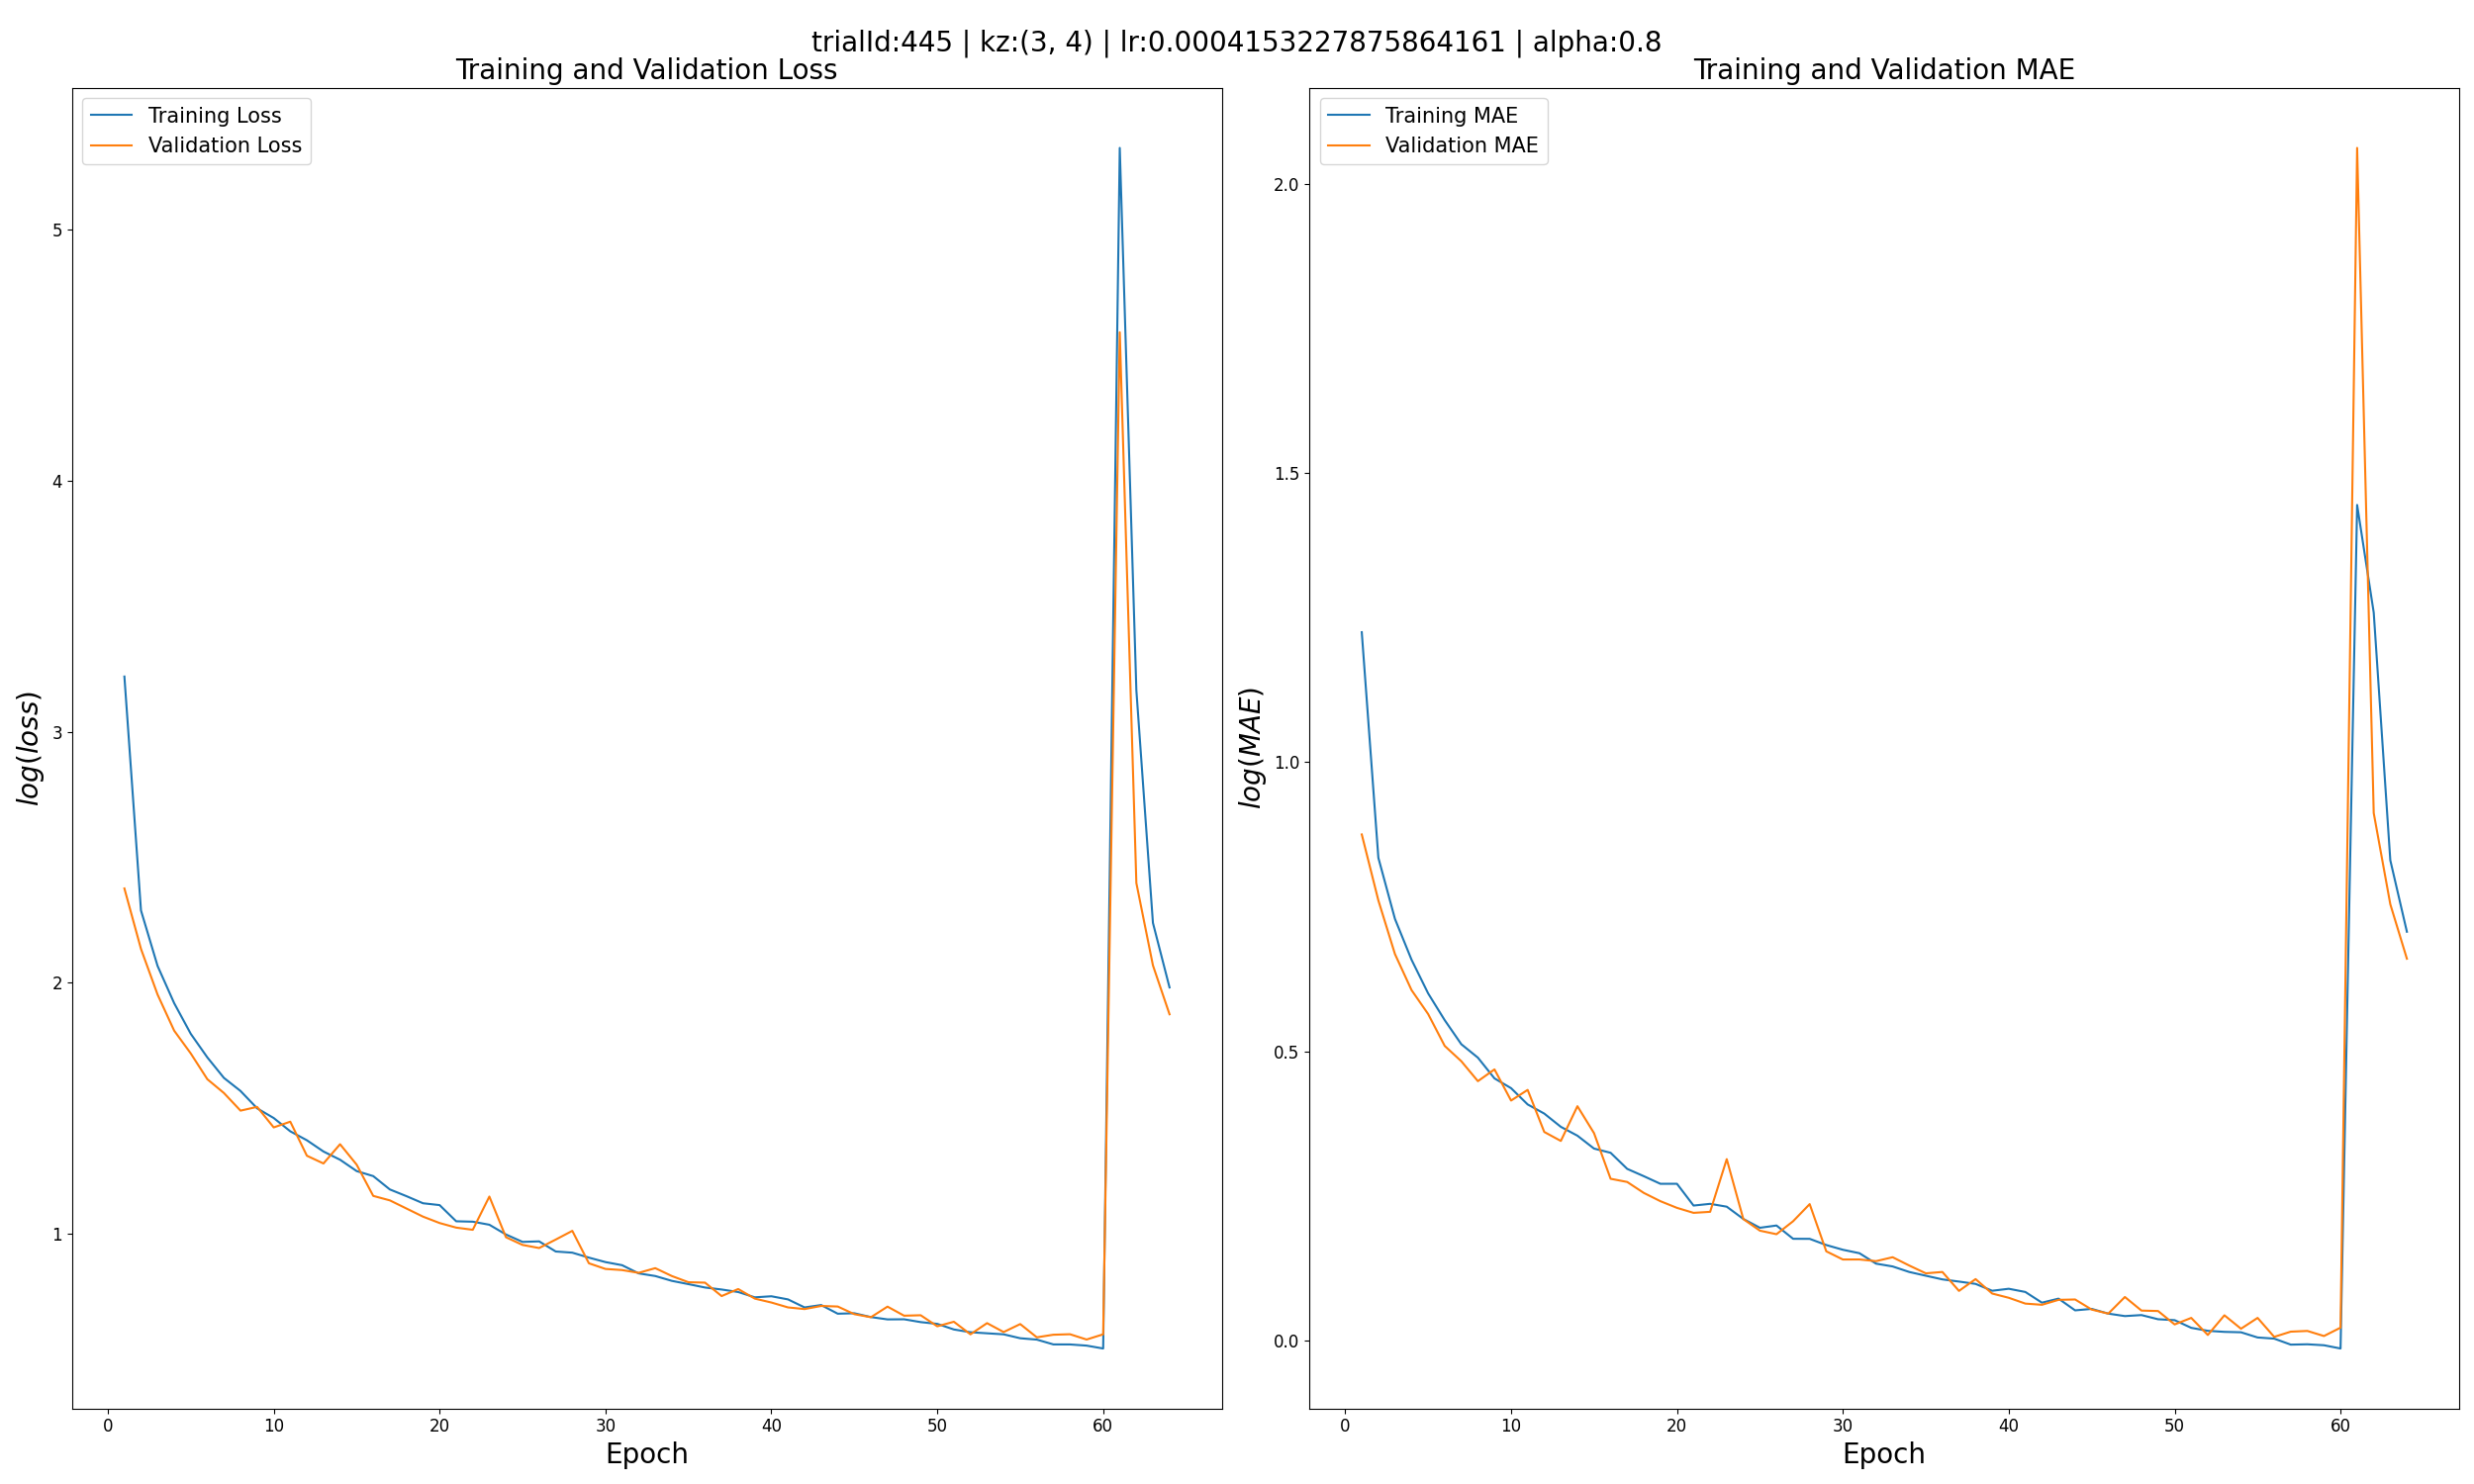 trialId:445 | kz:(3, 4) | lr:0.0004153227875864161 | alpha:0.8
Training and Validation Loss
Training Loss
Validation Loss
5
4
3
2
1
log(loss)
0 10 20 30 40 50 60
Epoch
Training and Validation MAE
Training MAE
Validation MAE
2.0
1.5
1.0
0.5
0.0
log(MAE)
0 10 20 30 40 50 60
Epoch